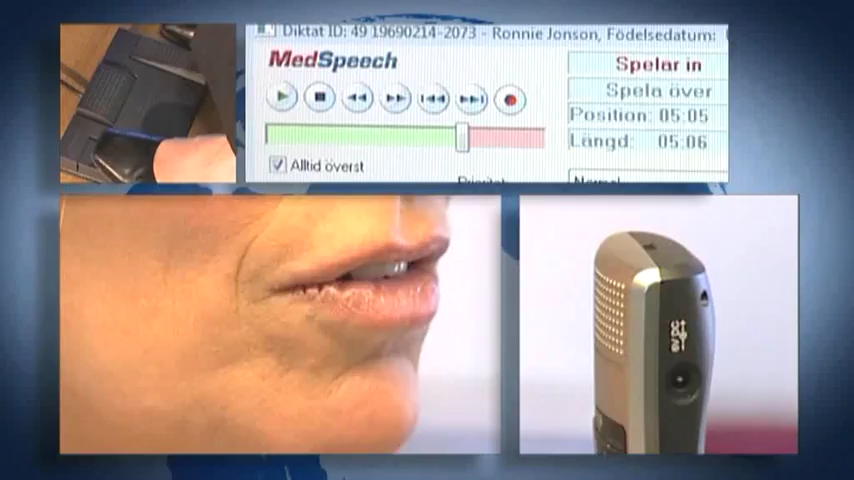 Diktat ID: 49 19690214-2073 - Ronnie Jonson, Födelsedatum:
MedSpeech
Spelar in
Spela över
Position: 05:05
Längd: 05:06
Alltid överst